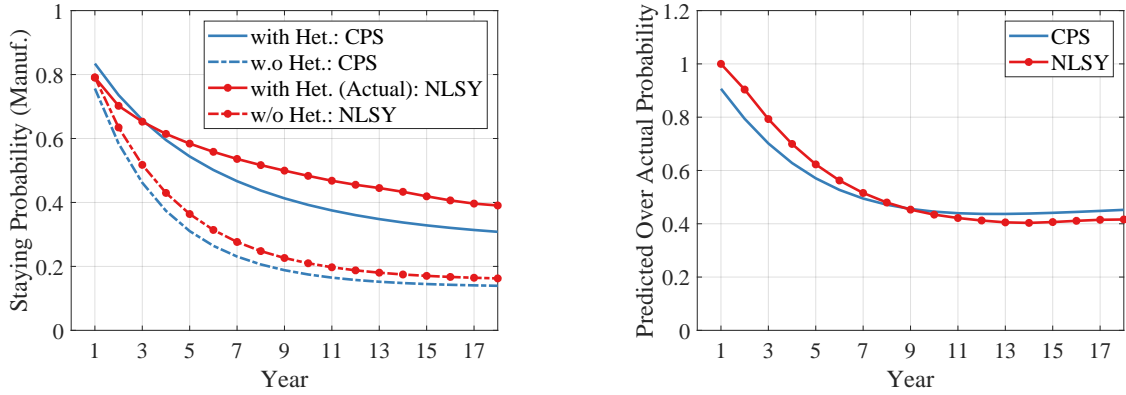 Staying Probability (Manuf.)
1
0.8
0.6
0.4
0.2
0
with Het.: CPS
w.o Het.: CPS
with Het. (Actual): NLSY
w/o Het.: NLSY
1 3 5 7 9 11 13 15 17
Year
Predicted Over Actual Probability
1.2
1
0.8
0.6
0.4
0.2
0
CPS
NLSY
1 3 5 7 9 11 13 15 17
Year